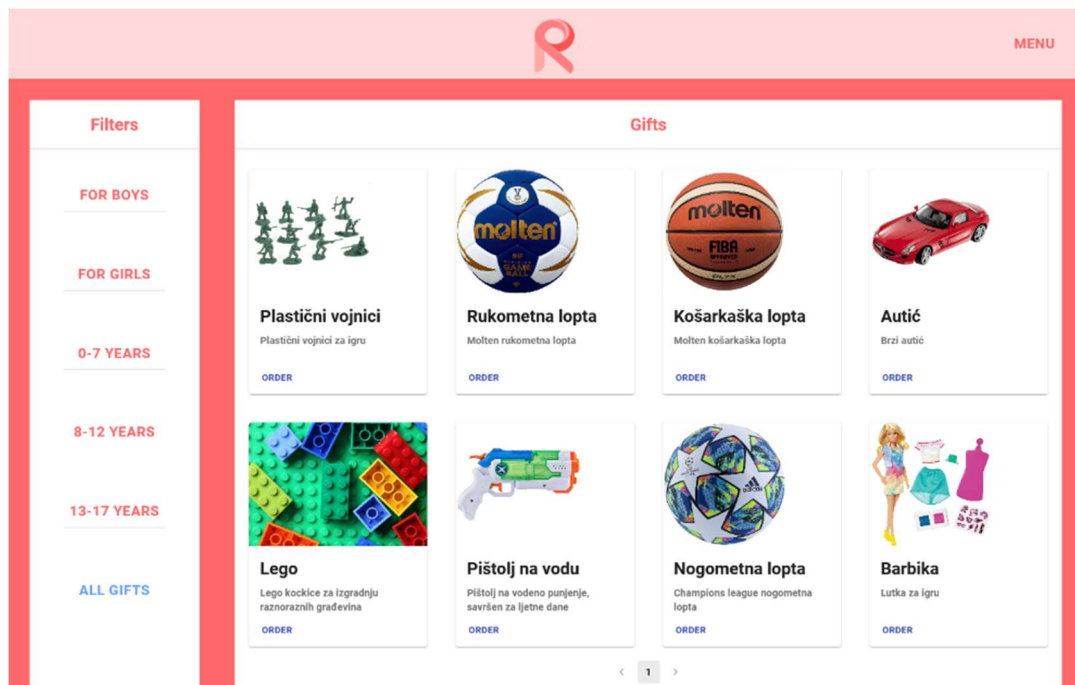 MENU
Filters
FOR BOYS
FOR GIRLS
0-7 YEARS
8-12 YEARS
13-17 YEARS
ALL GIFTS
Gifts
molten
GAME
BALL
molten
FIBA
APPROVED
Plastični vojnici
Plastični vojnici za igru
ORDER
Rukometna lopta
Molten rukometna lopta
ORDER
Košarkaška lopta
Molten košarkaška lopta
ORDER
Autić
Brzi autić
ORDER
adidas
Lego
Lego kockice za izgradnju
raznoraznih građevina
ORDER
Pištolj na vodu
Pištolj na vodeno punjenje,
savršen za ljetne dane
ORDER
Nogometna lopta
Champions league nogometna
lopta
ORDER
Barbika
Lutka za igru
ORDER
1